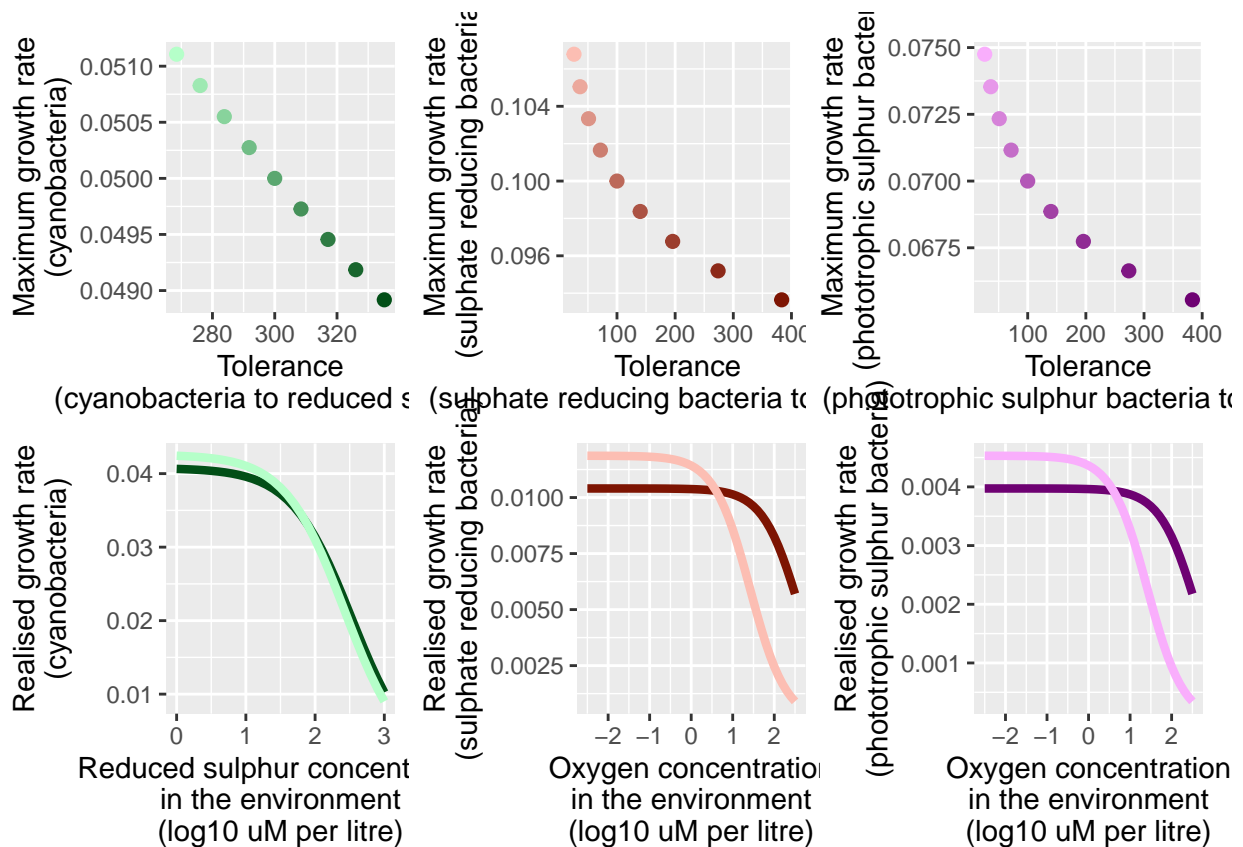 Maximum growth rate
(cyanobacteria)
0.0510
0.0505
0.0500
0.0495
0.0490
280 300 320
Tolerance
(cyanobacteria to reduced s
Maximum growth rate
(sulphate reducing bacteria
0.104
0.100
0.096
100 200 300 400
Tolerance
(sulphate reducing bacteria to
Maximum growth rate
(phototrophic sulphur bacteri
0.0750
0.0725
0.0700
0.0675
100 200 300 400
Tolerance
(phototrophic sulphur bacteria to
Realised growth rate
(cyanobacteria)
0.04
0.03
0.02
0.01
0 1 2 3
Reduced sulphur concent
in the environment
(log10 uM per litre)
Realised growth rate
(sulphate reducing bacteria)
0.0100
0.0075
0.0050
0.0025
−2 −1 0 1 2
Oxygen concentration
in the environment
(log10 uM per litre)
Realised growth rate
(phototrophic sulphur bacteria)
0.004
0.003
0.002
0.001
−2 −1 0 1 2
Oxygen concentration
in the environment
(log10 uM per litre)